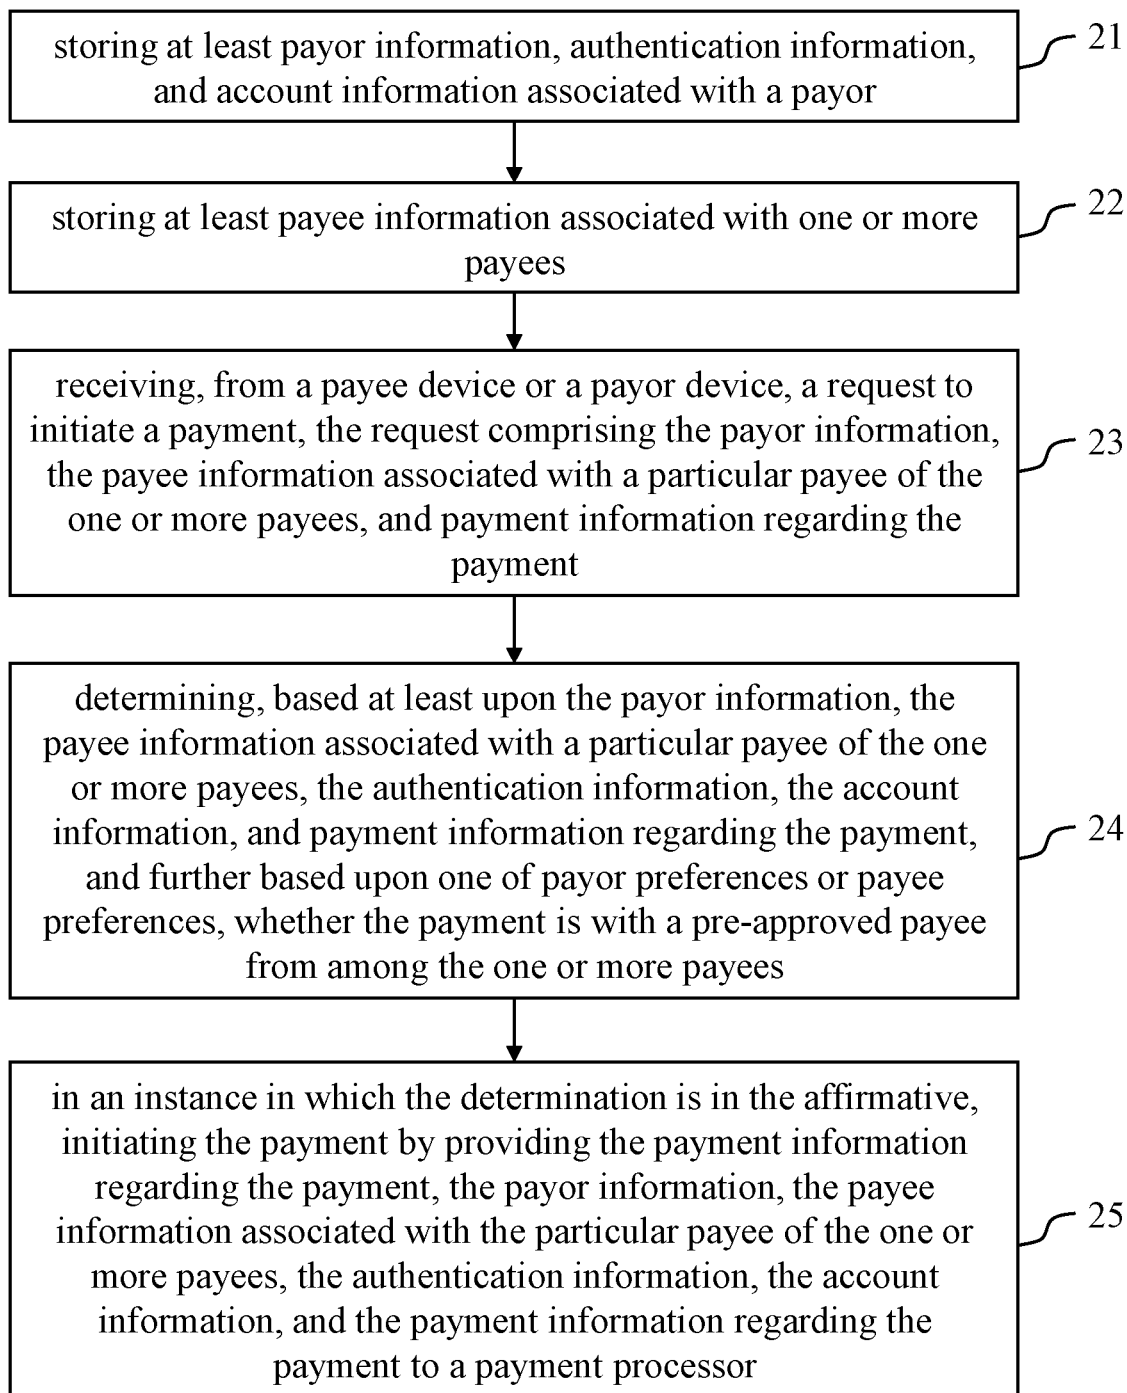 storing at least payor information, authentication information,
and account information associated with a payor
21
storing at least payee information associated with one or more
payees
22
receiving, from a payee device or a payor device, a request to
initiate a payment, the request comprising the payor information,
the payee information associated with a particular payee of the
one or more payees, and payment information regarding the
payment
23
determining, based at least upon the payor information, the
payee information associated with a particular payee of the one
or more payees, the authentication information, the account
information, and payment information regarding the payment,
and further based upon one of payor preferences or payee
preferences, whether the payment is with a pre-approved payee
from among the one or more payees
24
in an instance in which the determination is in the affirmative,
initiating the payment by providing the payment information
regarding the payment, the payor information, the payee
information associated with the particular payee of the one or
more payees, the authentication information, the account
information, and the payment information regarding the
payment to a payment processor
25